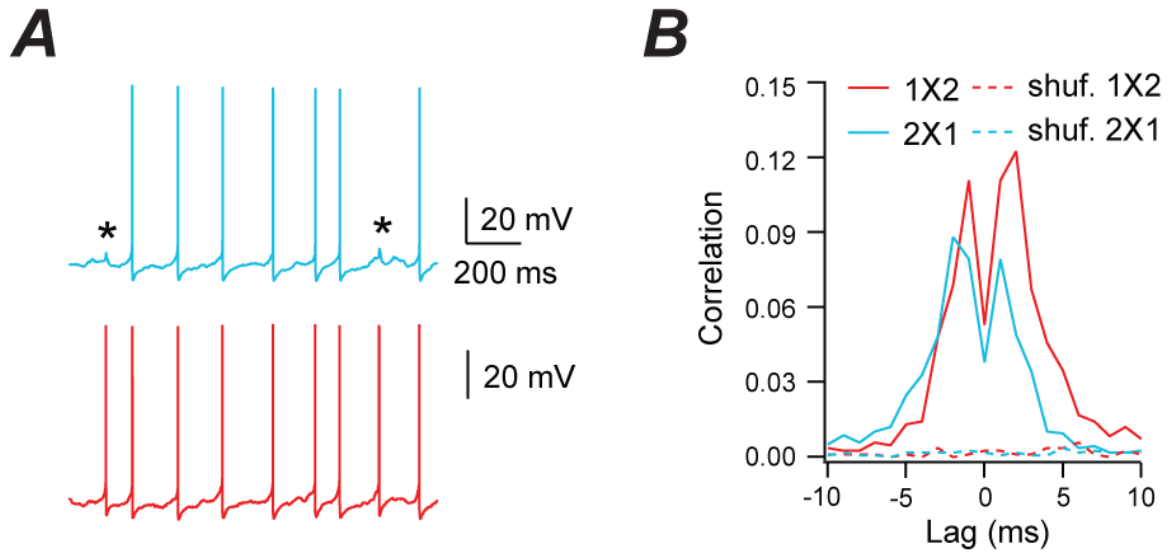 A
*
*
20 mV
200 ms
20 mV
B
0.15
0.12
0.09
0.06
0.03
0.00
Correlation
1X2 shuf. 1X2
2X1 shuf. 2X1
-10 -5 0 5 10
Lag (ms)